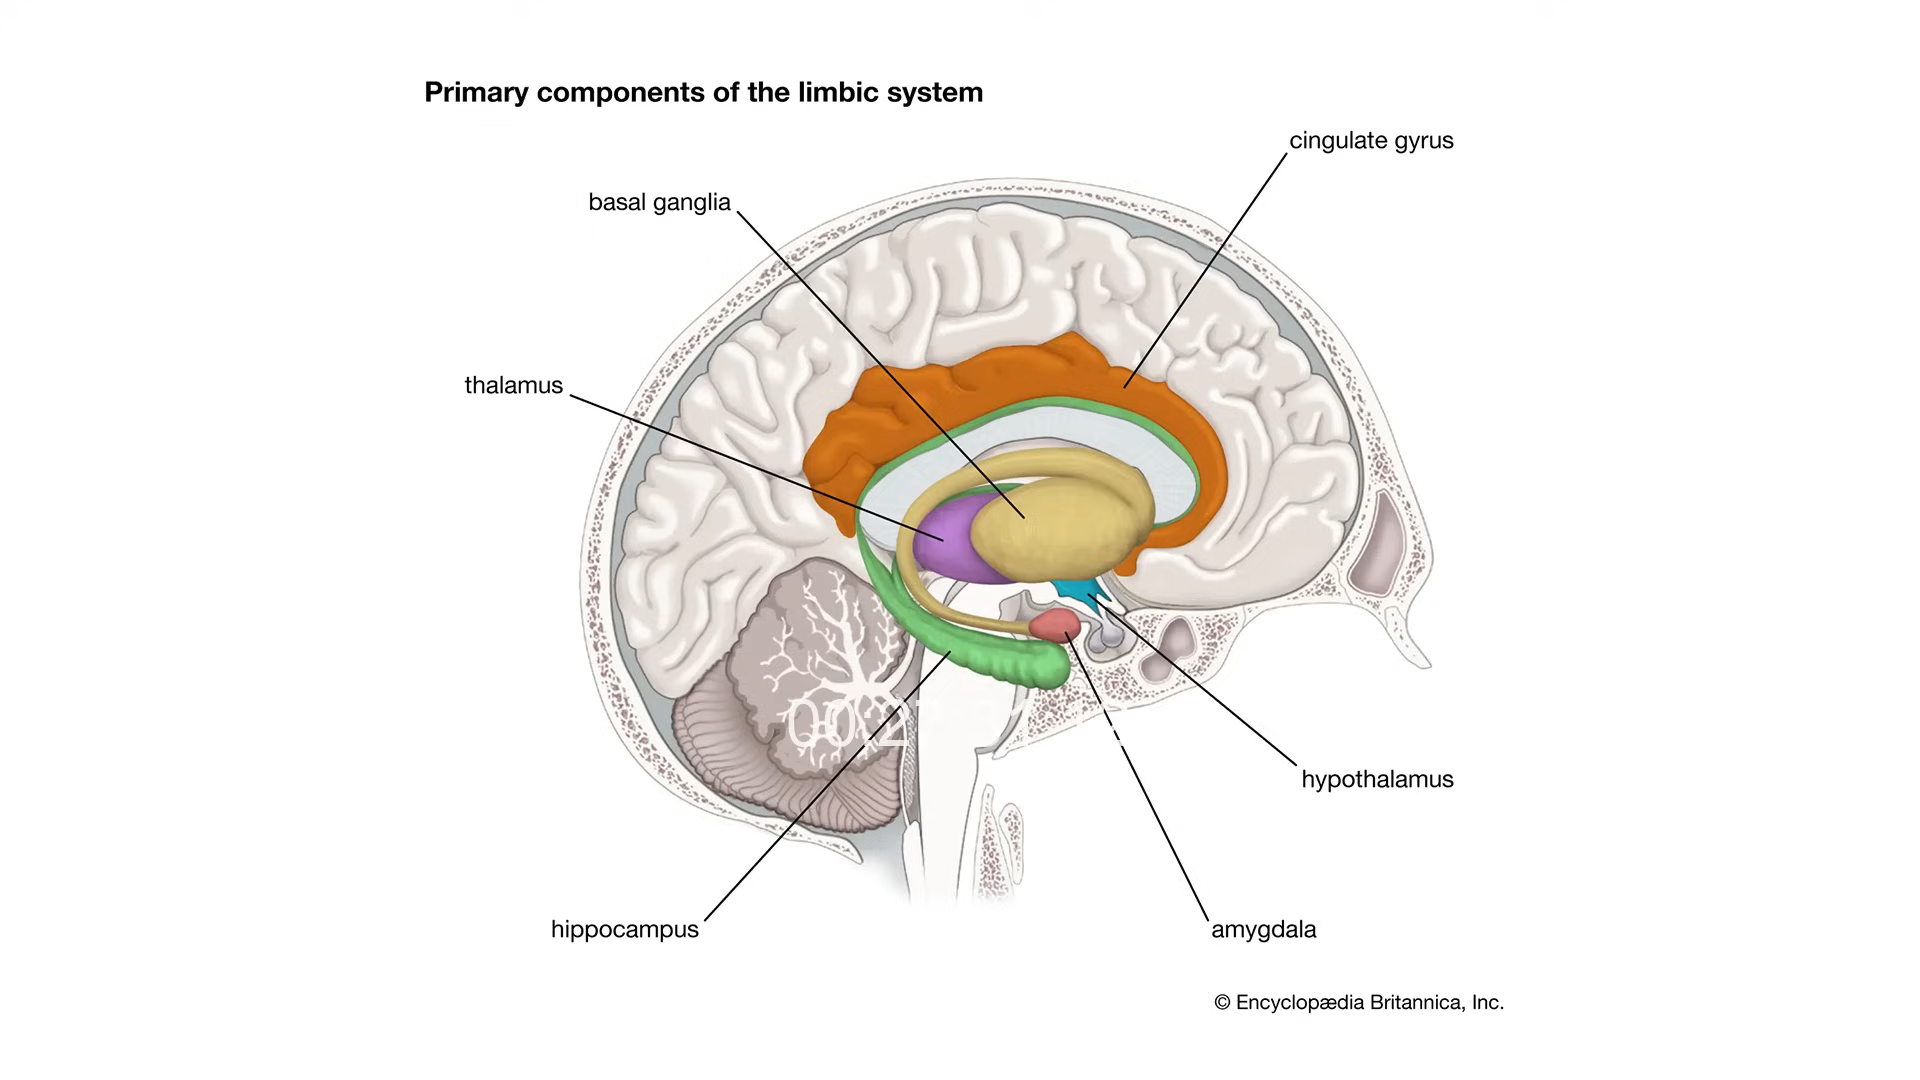 Primary components of the limbic system
cingulate gyrus
basal ganglia
thalamus
hypothalamus
hippocampus
amygdala
© Encyclopædia Britannica, Inc.